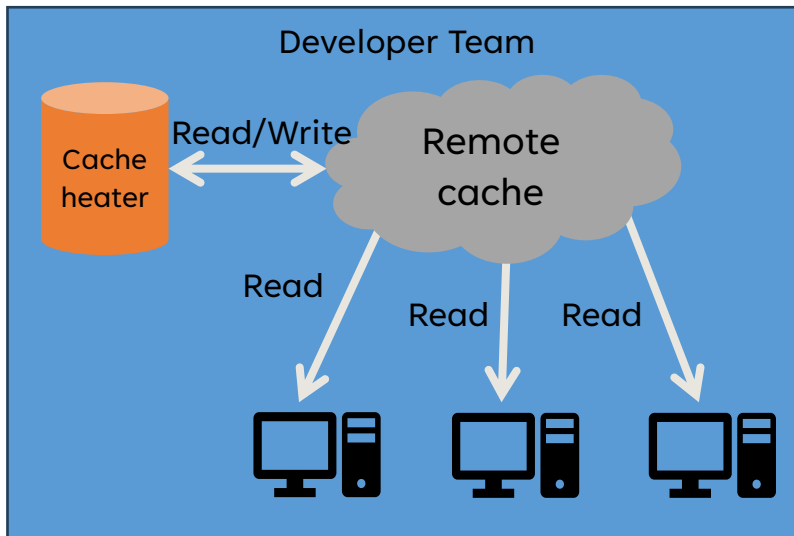 Developer Team
Read/Write
Cache
heater
Remote
cache
Read
Read
Read